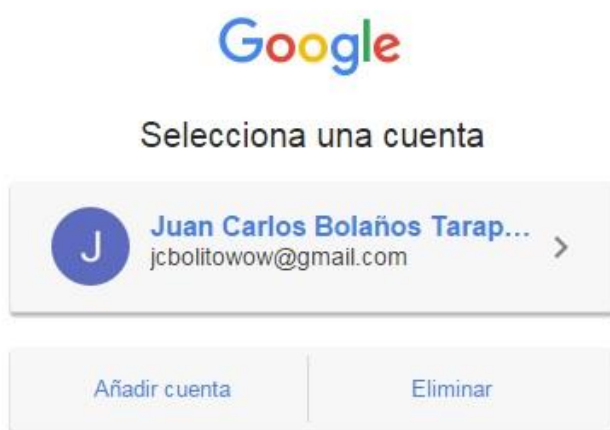 Google
Selecciona una cuenta
J
Juan Carlos Bolaños Tarap...
jcbolitowow@gmail.com
Añadir cuenta
Eliminar